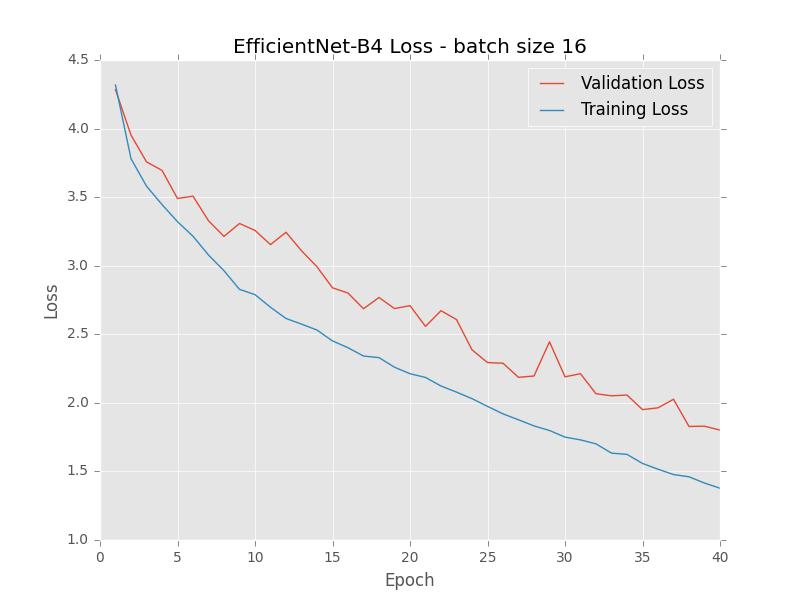 EfficientNet-B4 Loss - batch size 16
Validation Loss
Training Loss
4.5
4.0
3.5
3.0
2.5
2.0
1.5
1.0
Loss
0 5 10 15 20 25 30 35 40
Epoch